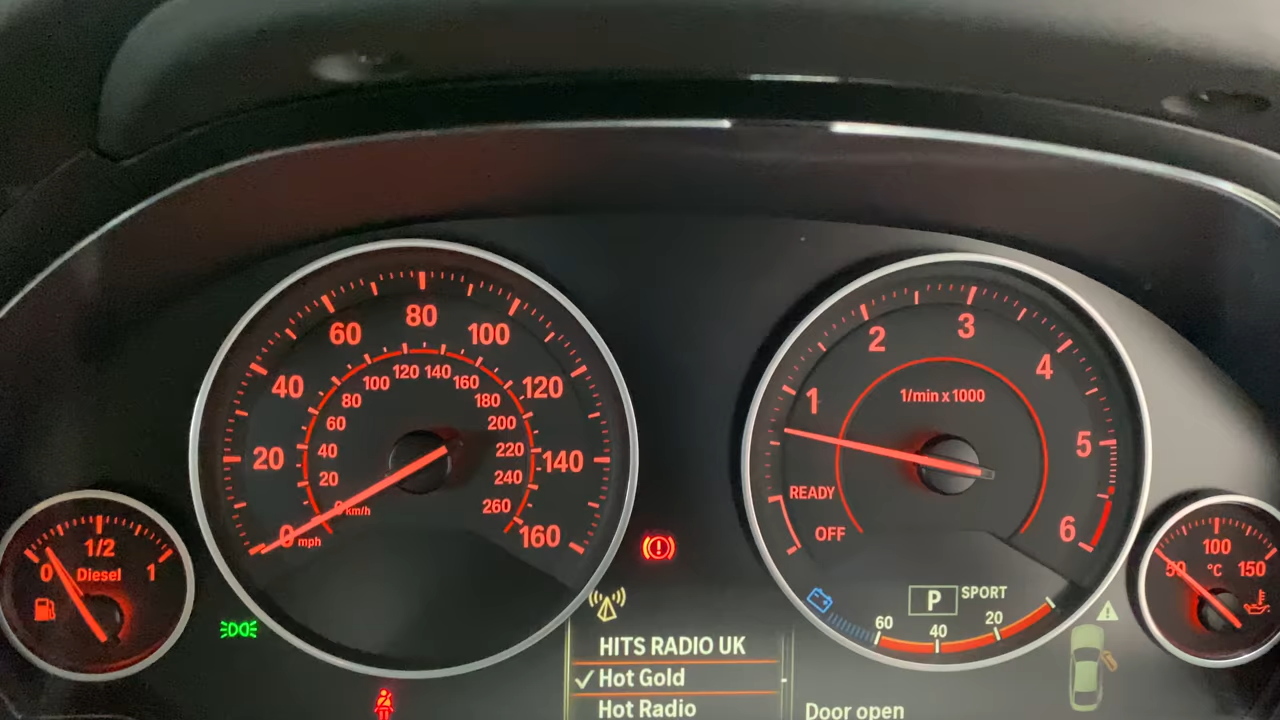 20
40
60
80
100
120
140
160
mph
0
20
40
60
80
100
120
140
160
180
200
220
240
260
km/h
0
1
2
3
4
5
6
1/min x 1000
READY
OFF
P
SPORT
60
40
20
0
1/2
1
Diesel
50
100
150
°C
HITS RADIO UK
Hot Gold
Hot Radio
Door open